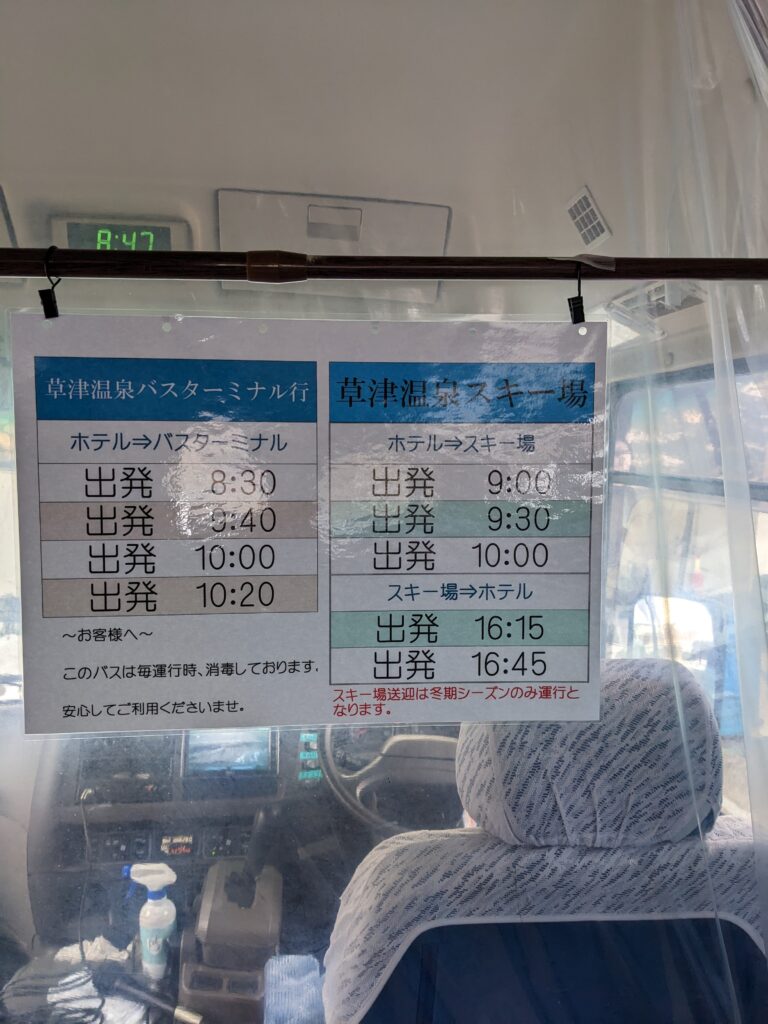 8:47
草津温泉バスターミナル行
ホテル⇒バスターミナル
出発 8:30
出発 9:40
出発 10:00
出発 10:20
～お客様へ～
このバスは毎運行時、消毒しております。
安心してご利用くださいませ。
草津温泉スキー場
ホテル⇒スキー場
出発 9:00
出発 9:30
出発 10:00
スキー場⇒ホテル
出発 16:15
出発 16:45
スキー場送迎は冬期シーズンのみ運行と
なります。